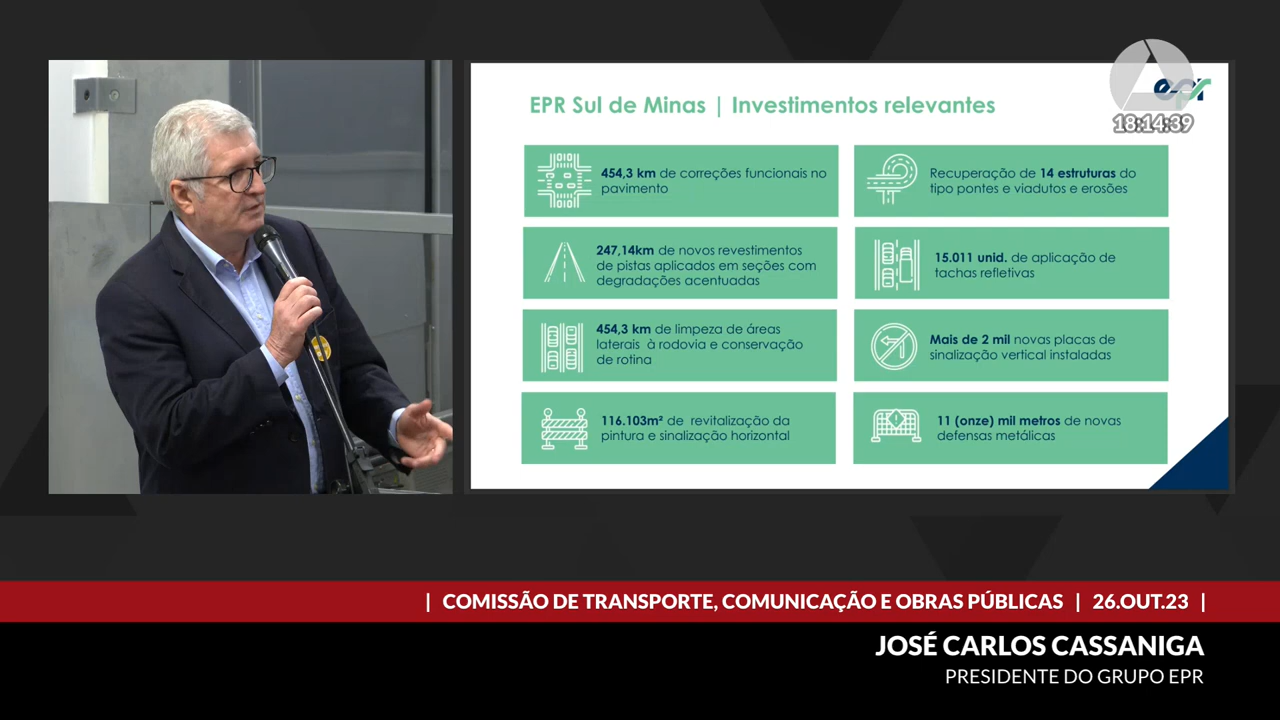 epr
18:14:39
EPR Sul de Minas | Investimentos relevantes
454,3 km de correções funcionais no
pavimento
Recuperação de 14 estruturas do
tipo pontes e viadutos e erosões
247,14km de novos revestimentos
de pistas aplicados em seções com
degradações acentuadas
15.011 unid. de aplicação de
tachas refletivas
454,3 km de limpeza de áreas
laterais à rodovia e conservação
de rotina
Mais de 2 mil novas placas de
sinalização vertical instaladas
116.103m² de revitalização da
pintura e sinalização horizontal
11 (onze) mil metros de novas
defensas metálicas
| COMISSÃO DE TRANSPORTE, COMUNICAÇÃO E OBRAS PÚBLICAS | 26.OUT.23 |
JOSÉ CARLOS CASSANIGA
PRESIDENTE DO GRUPO EPR